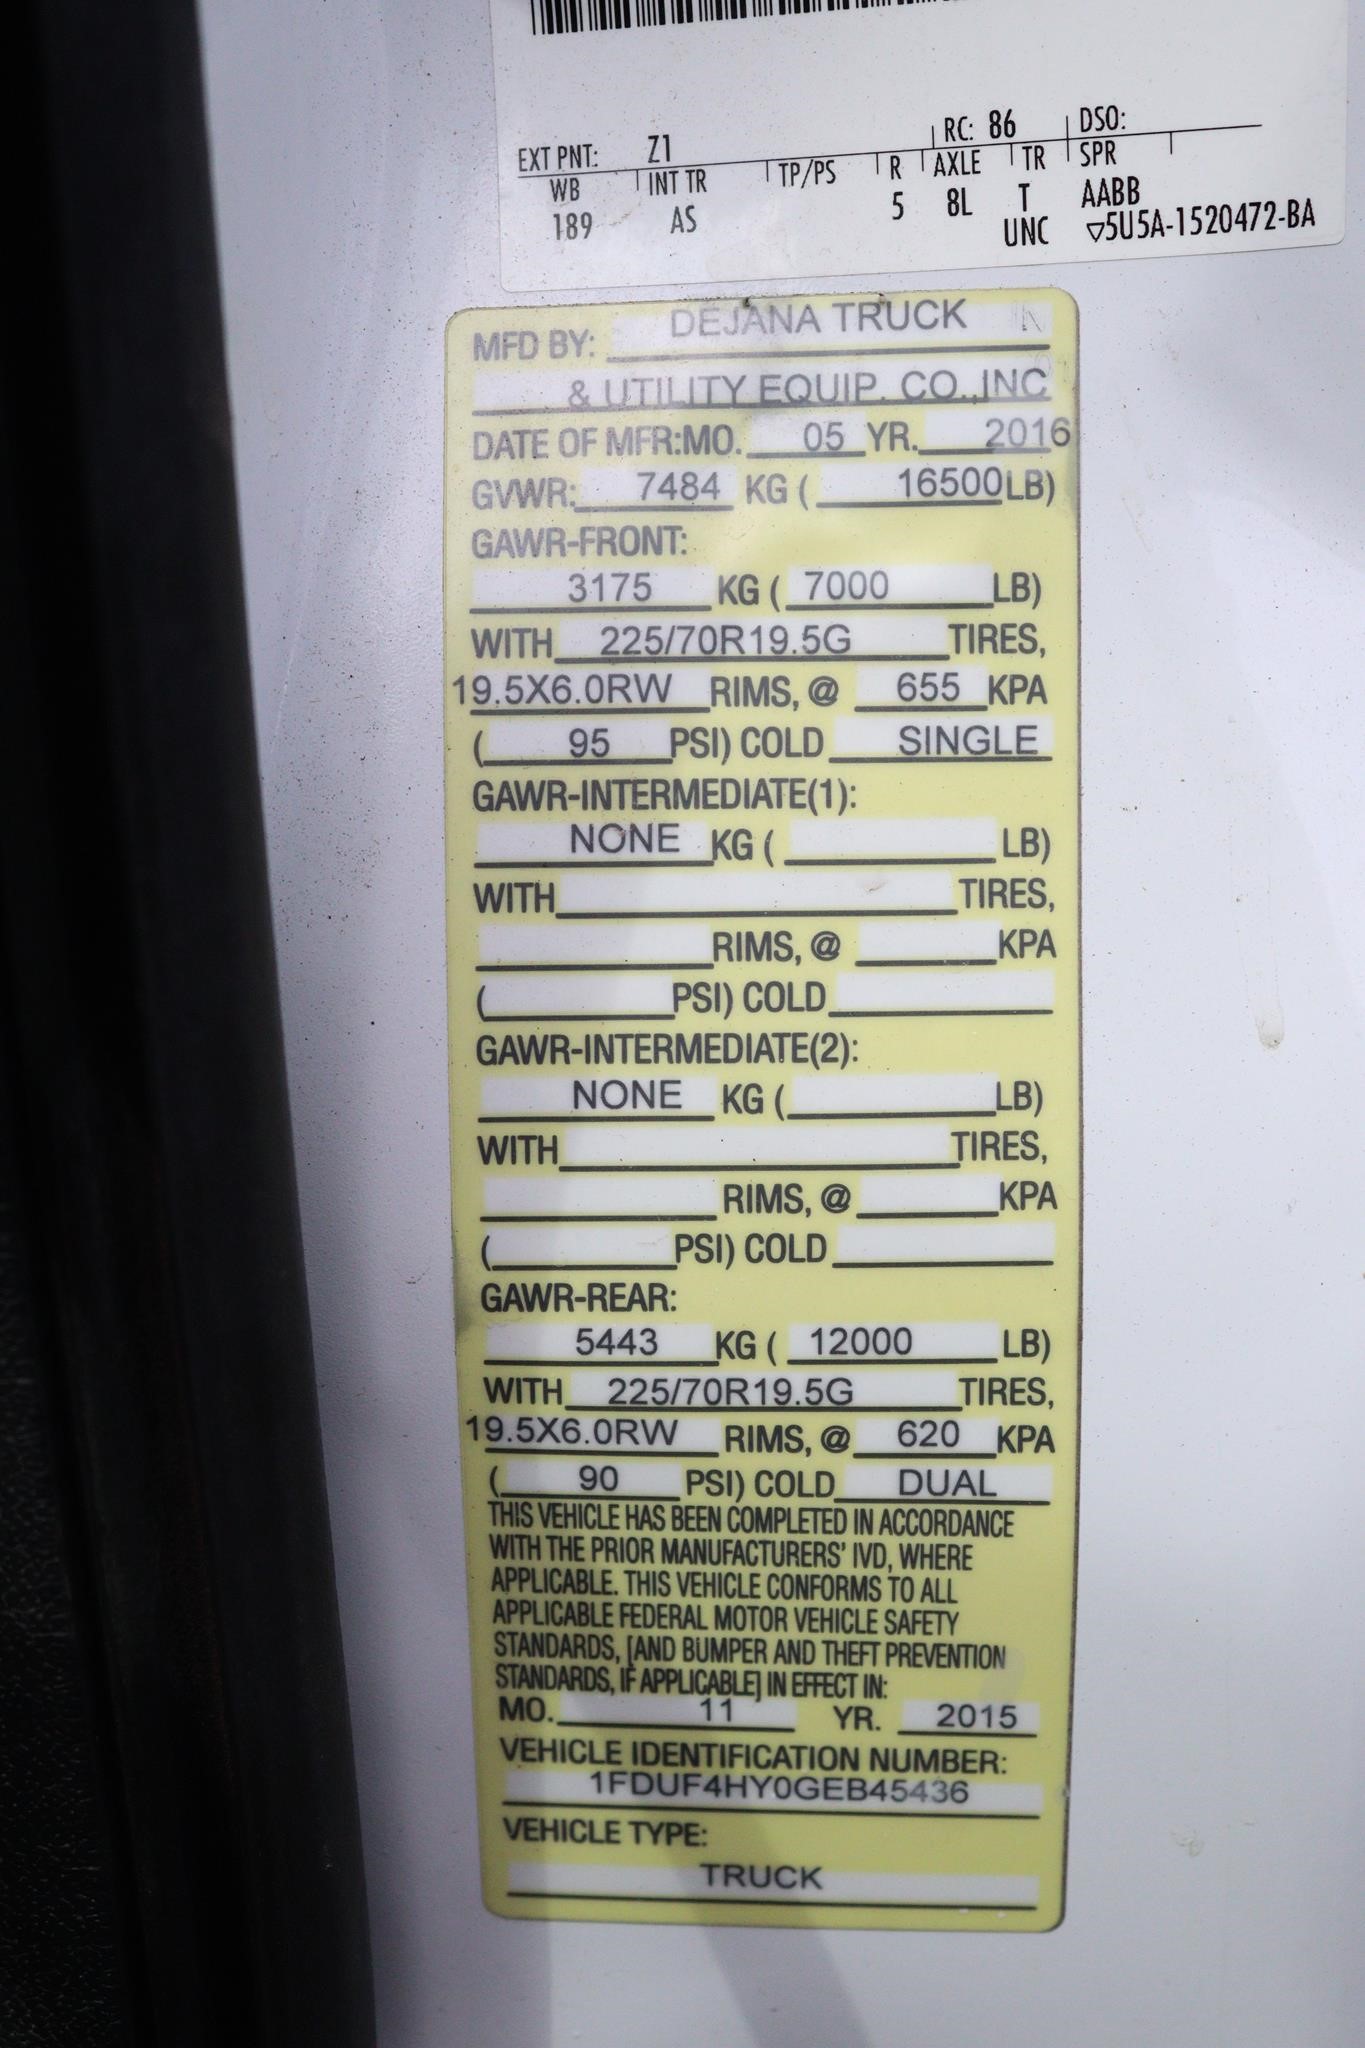 RC: 86 DSO:
EXT PNT: Z1
WB INT TR TP/PS R AXLE TR SPR
189 AS 5 8L T AABB
UNC ▽5U5A-1520472-BA
MFD BY: DEJANA TRUCK
& UTILITY EQUIP. CO.,INC
DATE OF MFR:MO. 05 YR. 2016
GVWR: 7484 KG ( 16500 LB)
GAWR-FRONT:
3175 KG ( 7000 LB)
WITH 225/70R19.5G TIRES,
19.5X6.0RW RIMS, @ 655 KPA
( 95 PSI) COLD SINGLE
GAWR-INTERMEDIATE(1):
NONE KG ( LB)
WITH TIRES,
RIMS, @ KPA
( PSI) COLD
GAWR-INTERMEDIATE(2):
NONE KG ( LB)
WITH TIRES,
RIMS, @ KPA
( PSI) COLD
GAWR-REAR:
5443 KG ( 12000 LB)
WITH 225/70R19.5G TIRES,
19.5X6.0RW RIMS, @ 620 KPA
( 90 PSI) COLD DUAL
THIS VEHICLE HAS BEEN COMPLETED IN ACCORDANCE
WITH THE PRIOR MANUFACTURERS' IVD, WHERE
APPLICABLE. THIS VEHICLE CONFORMS TO ALL
APPLICABLE FEDERAL MOTOR VEHICLE SAFETY
STANDARDS, [AND BUMPER AND THEFT PREVENTION
STANDARDS, IF APPLICABLE] IN EFFECT IN:
MO. 11 YR. 2015
VEHICLE IDENTIFICATION NUMBER:
1FDUF4HY0GEB45436
VEHICLE TYPE:
TRUCK